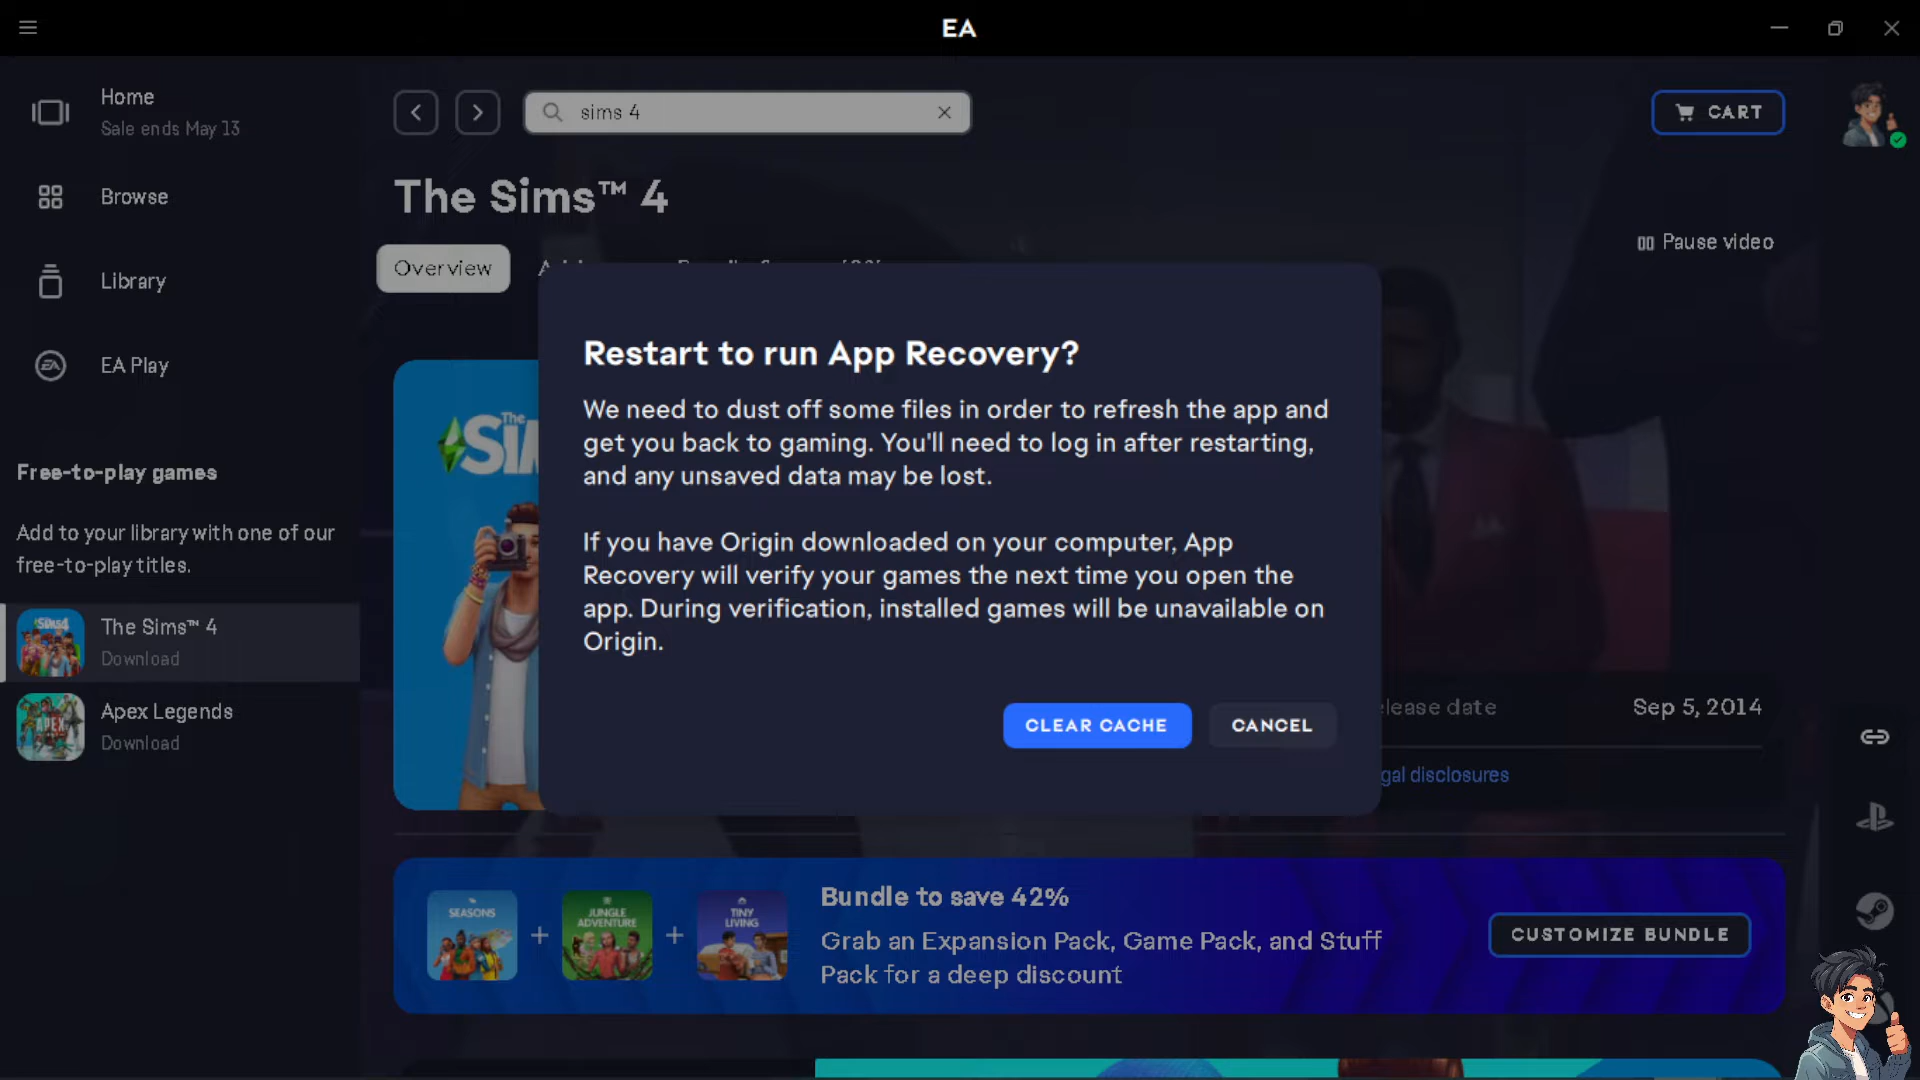 EA
Home
Sale ends May 13
sims 4
CART
Browse
The Sims™ 4
Pause video
Overview
Library
EA Play
Restart to run App Recovery?
We need to dust off some files in order to refresh the app and
get you back to gaming. You'll need to log in after restarting,
and any unsaved data may be lost.
If you have Origin downloaded on your computer, App
Recovery will verify your games the next time you open the
app. During verification, installed games will be unavailable on
Origin.
CLEAR CACHE
CANCEL
Free-to-play games
Add to your library with one of our
free-to-play titles.
The Sims™ 4
Download
Apex Legends
Download
elease date
Sep 5, 2014
gal disclosures
SEASONS
+
JUNGLE
ADVENTURE
+
TINY
LIVING
Bundle to save 42%
Grab an Expansion Pack, Game Pack, and Stuff
Pack for a deep discount
CUSTOMIZE BUNDLE